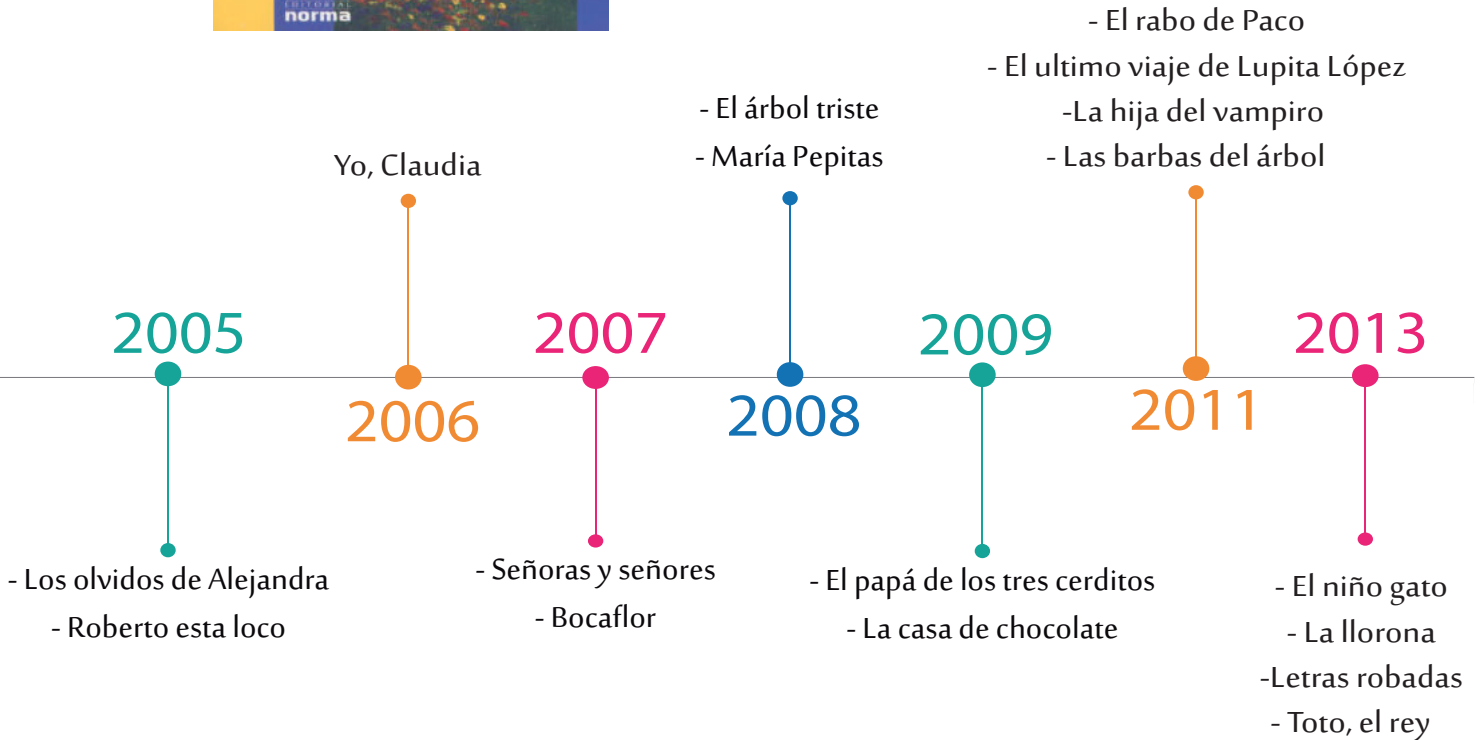 EDITORIAL
norma
- El rabo de Paco
- El ultimo viaje de Lupita López
-La hija del vampiro
- Las barbas del árbol
- El árbol triste
- María Pepitas
Yo, Claudia
2005
2006
2007
2008
2009
2011
2013
- Los olvidos de Alejandra
- Roberto esta loco
- Señoras y señores
- Bocaflor
- El papá de los tres cerditos
- La casa de chocolate
- El niño gato
- La llorona
-Letras robadas
- Toto, el rey